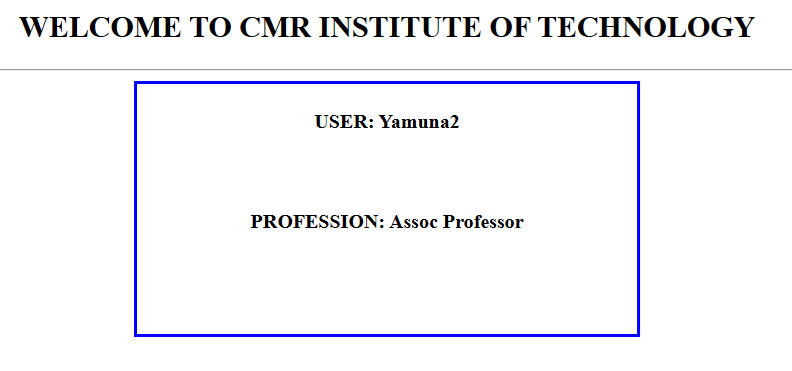 WELCOME TO CMR INSTITUTE OF TECHNOLOGY
USER: Yamuna2
PROFESSION: Assoc Professor